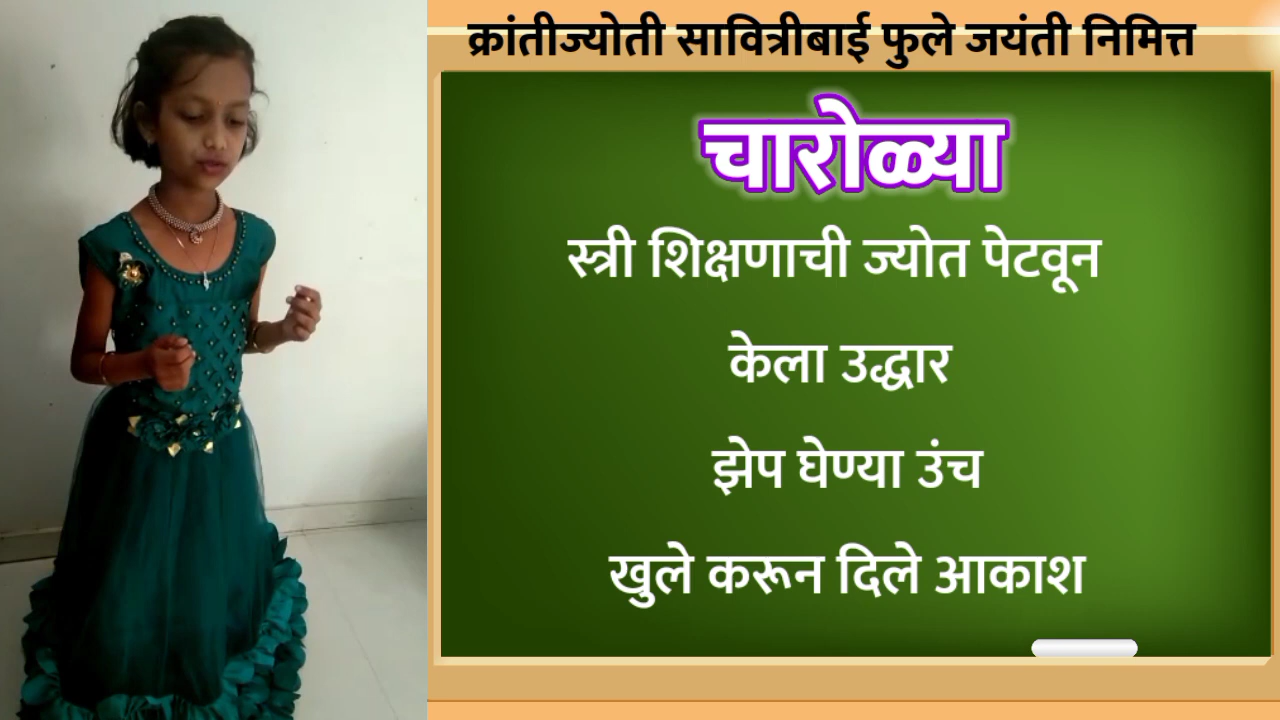 क्रांतीज्योती सावित्रीबाई फुले जयंती निमित्त
चारोळ्या
स्त्री शिक्षणाची ज्योत पेटवून
केला उद्धार
झेप घेण्या उंच
खुले करून दिले आकाश